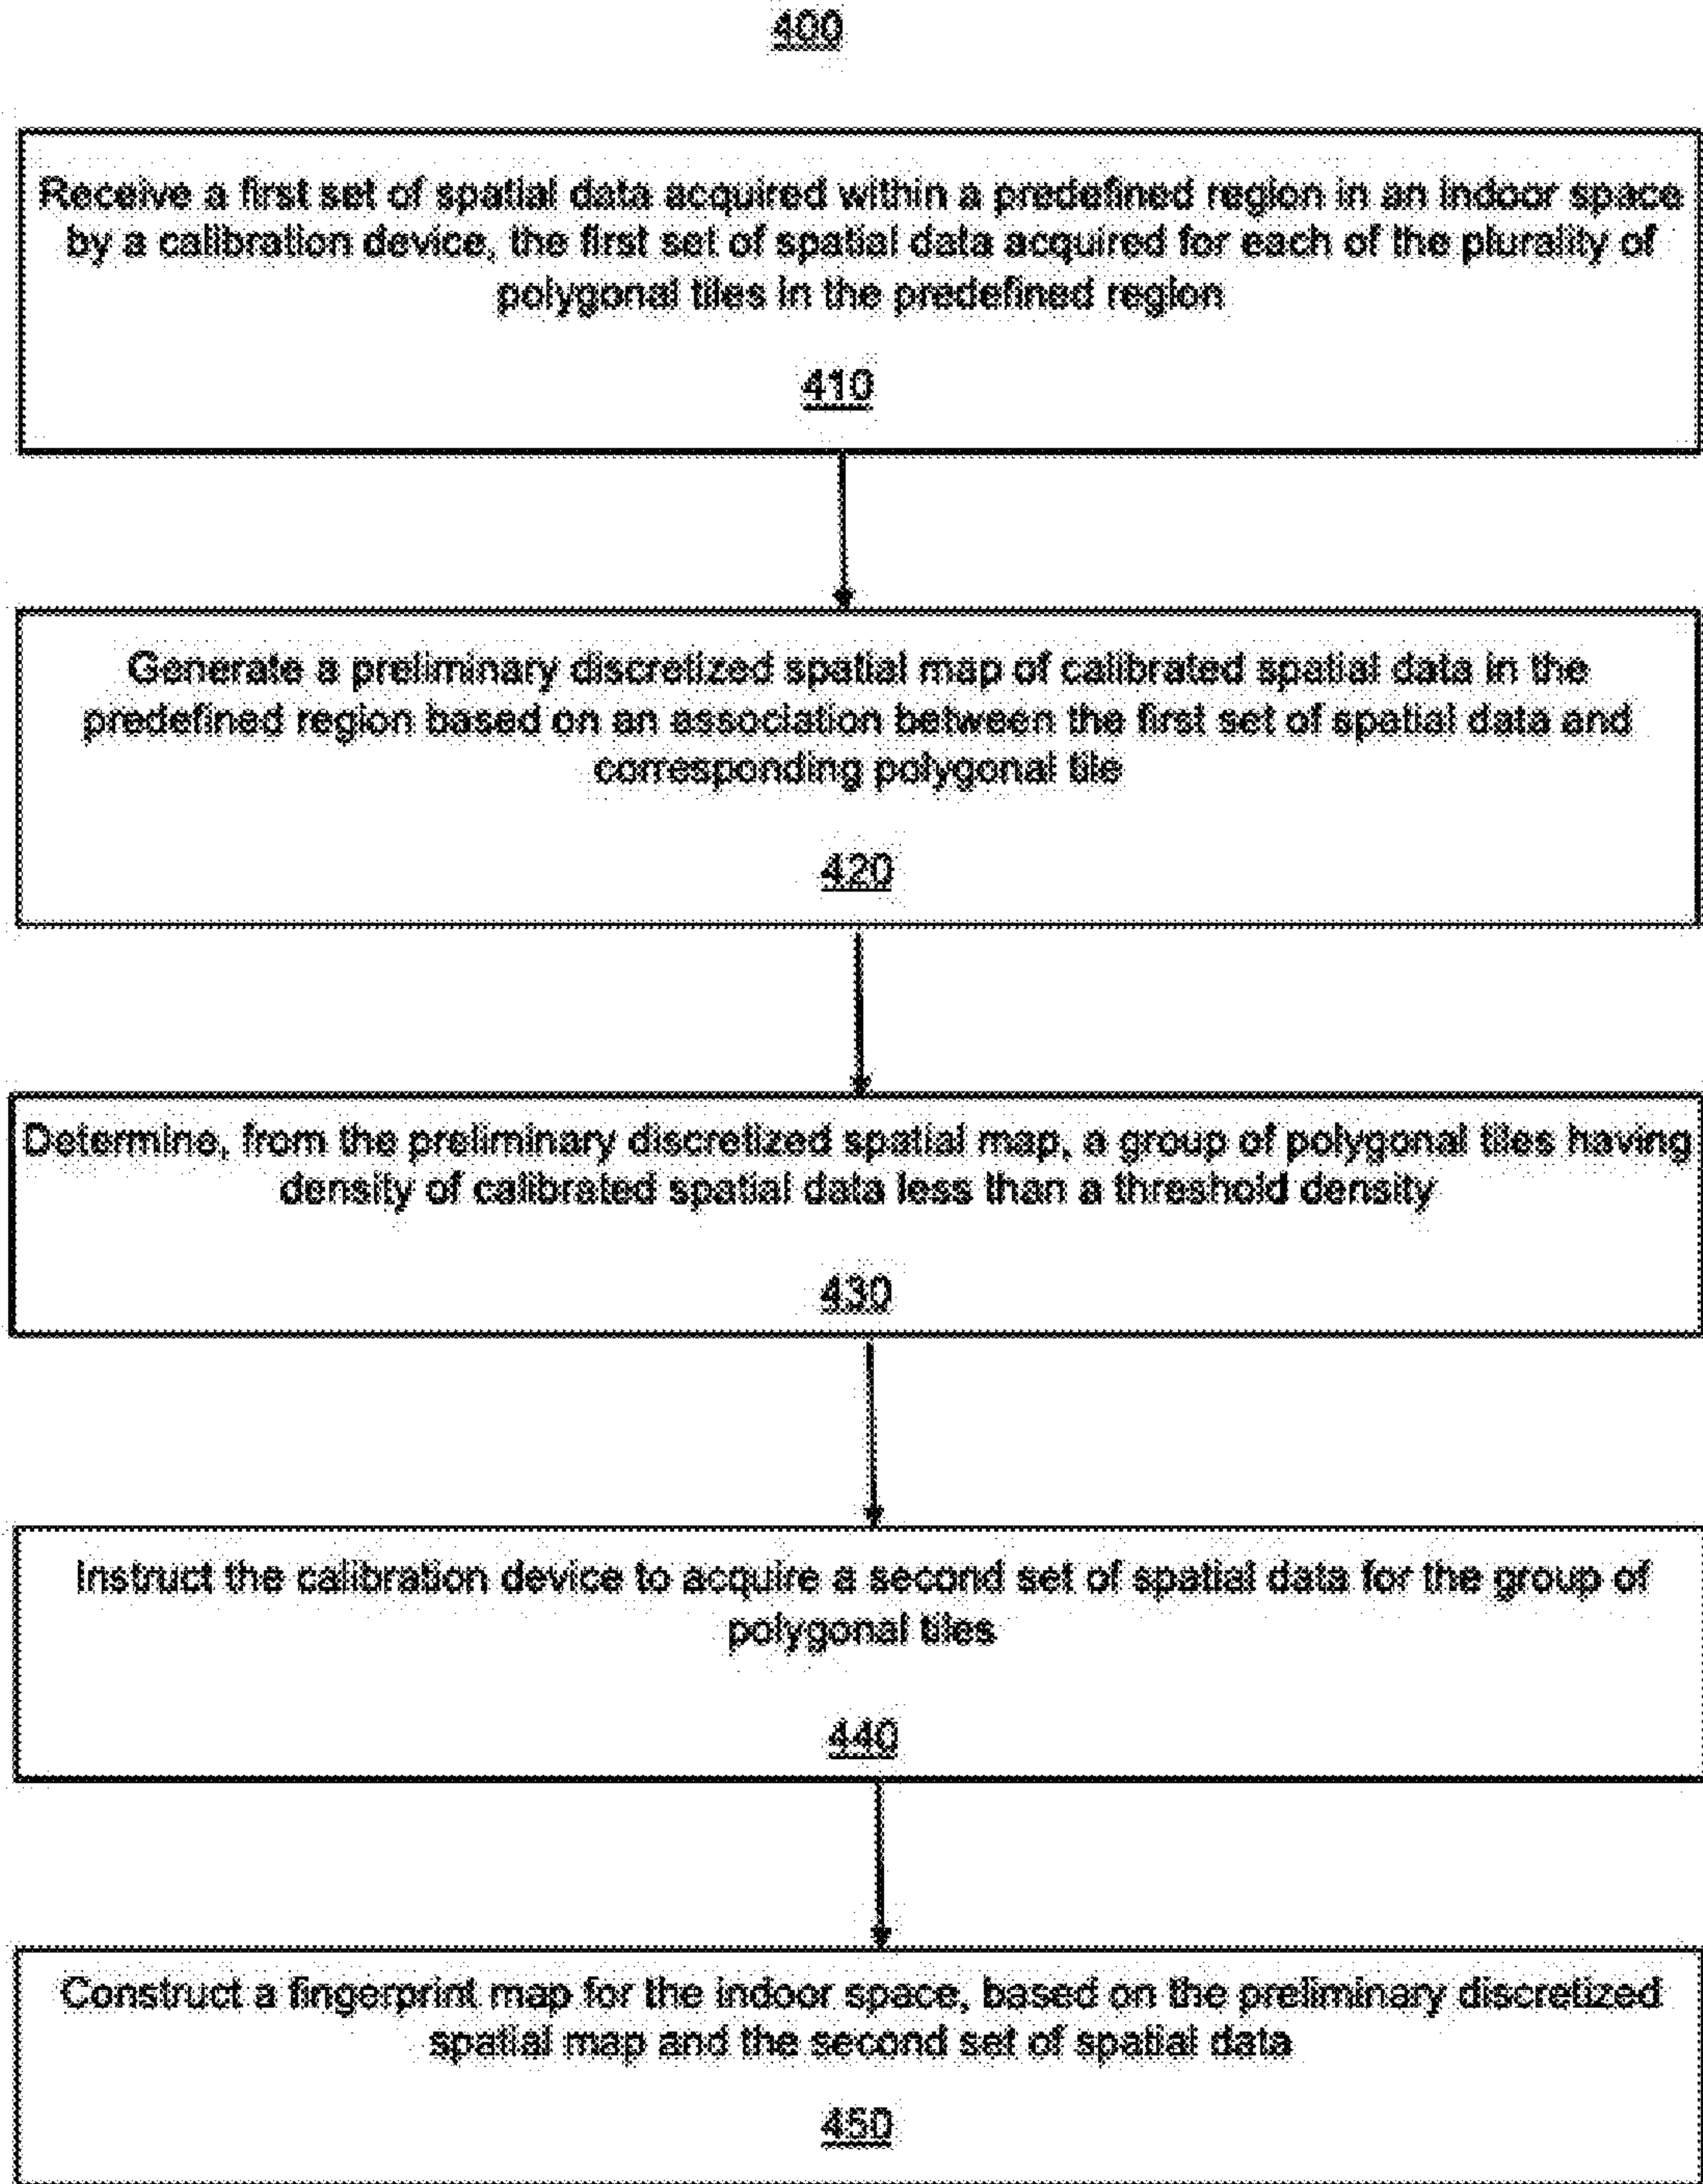 400
Receive a first set of spatial data acquired within a predefined region in an indoor space
by a calibration device, the first set of spatial data acquired for each of the plurality of
polygonal tiles in the predefined region
410
Generate a preliminary discretized spatial map of calibrated spatial data in the
predefined region based on an association between the first set of spatial data and
corresponding polygonal tile
420
Determine, from the preliminary discretized spatial map, a group of polygonal tiles having
density of calibrated spatial data less than a threshold density
430
Instruct the calibration device to acquire a second set of spatial data for the group of
polygonal tiles
440
Construct a fingerprint map for the indoor space, based on the preliminary discretized
spatial map and the second set of spatial data
450